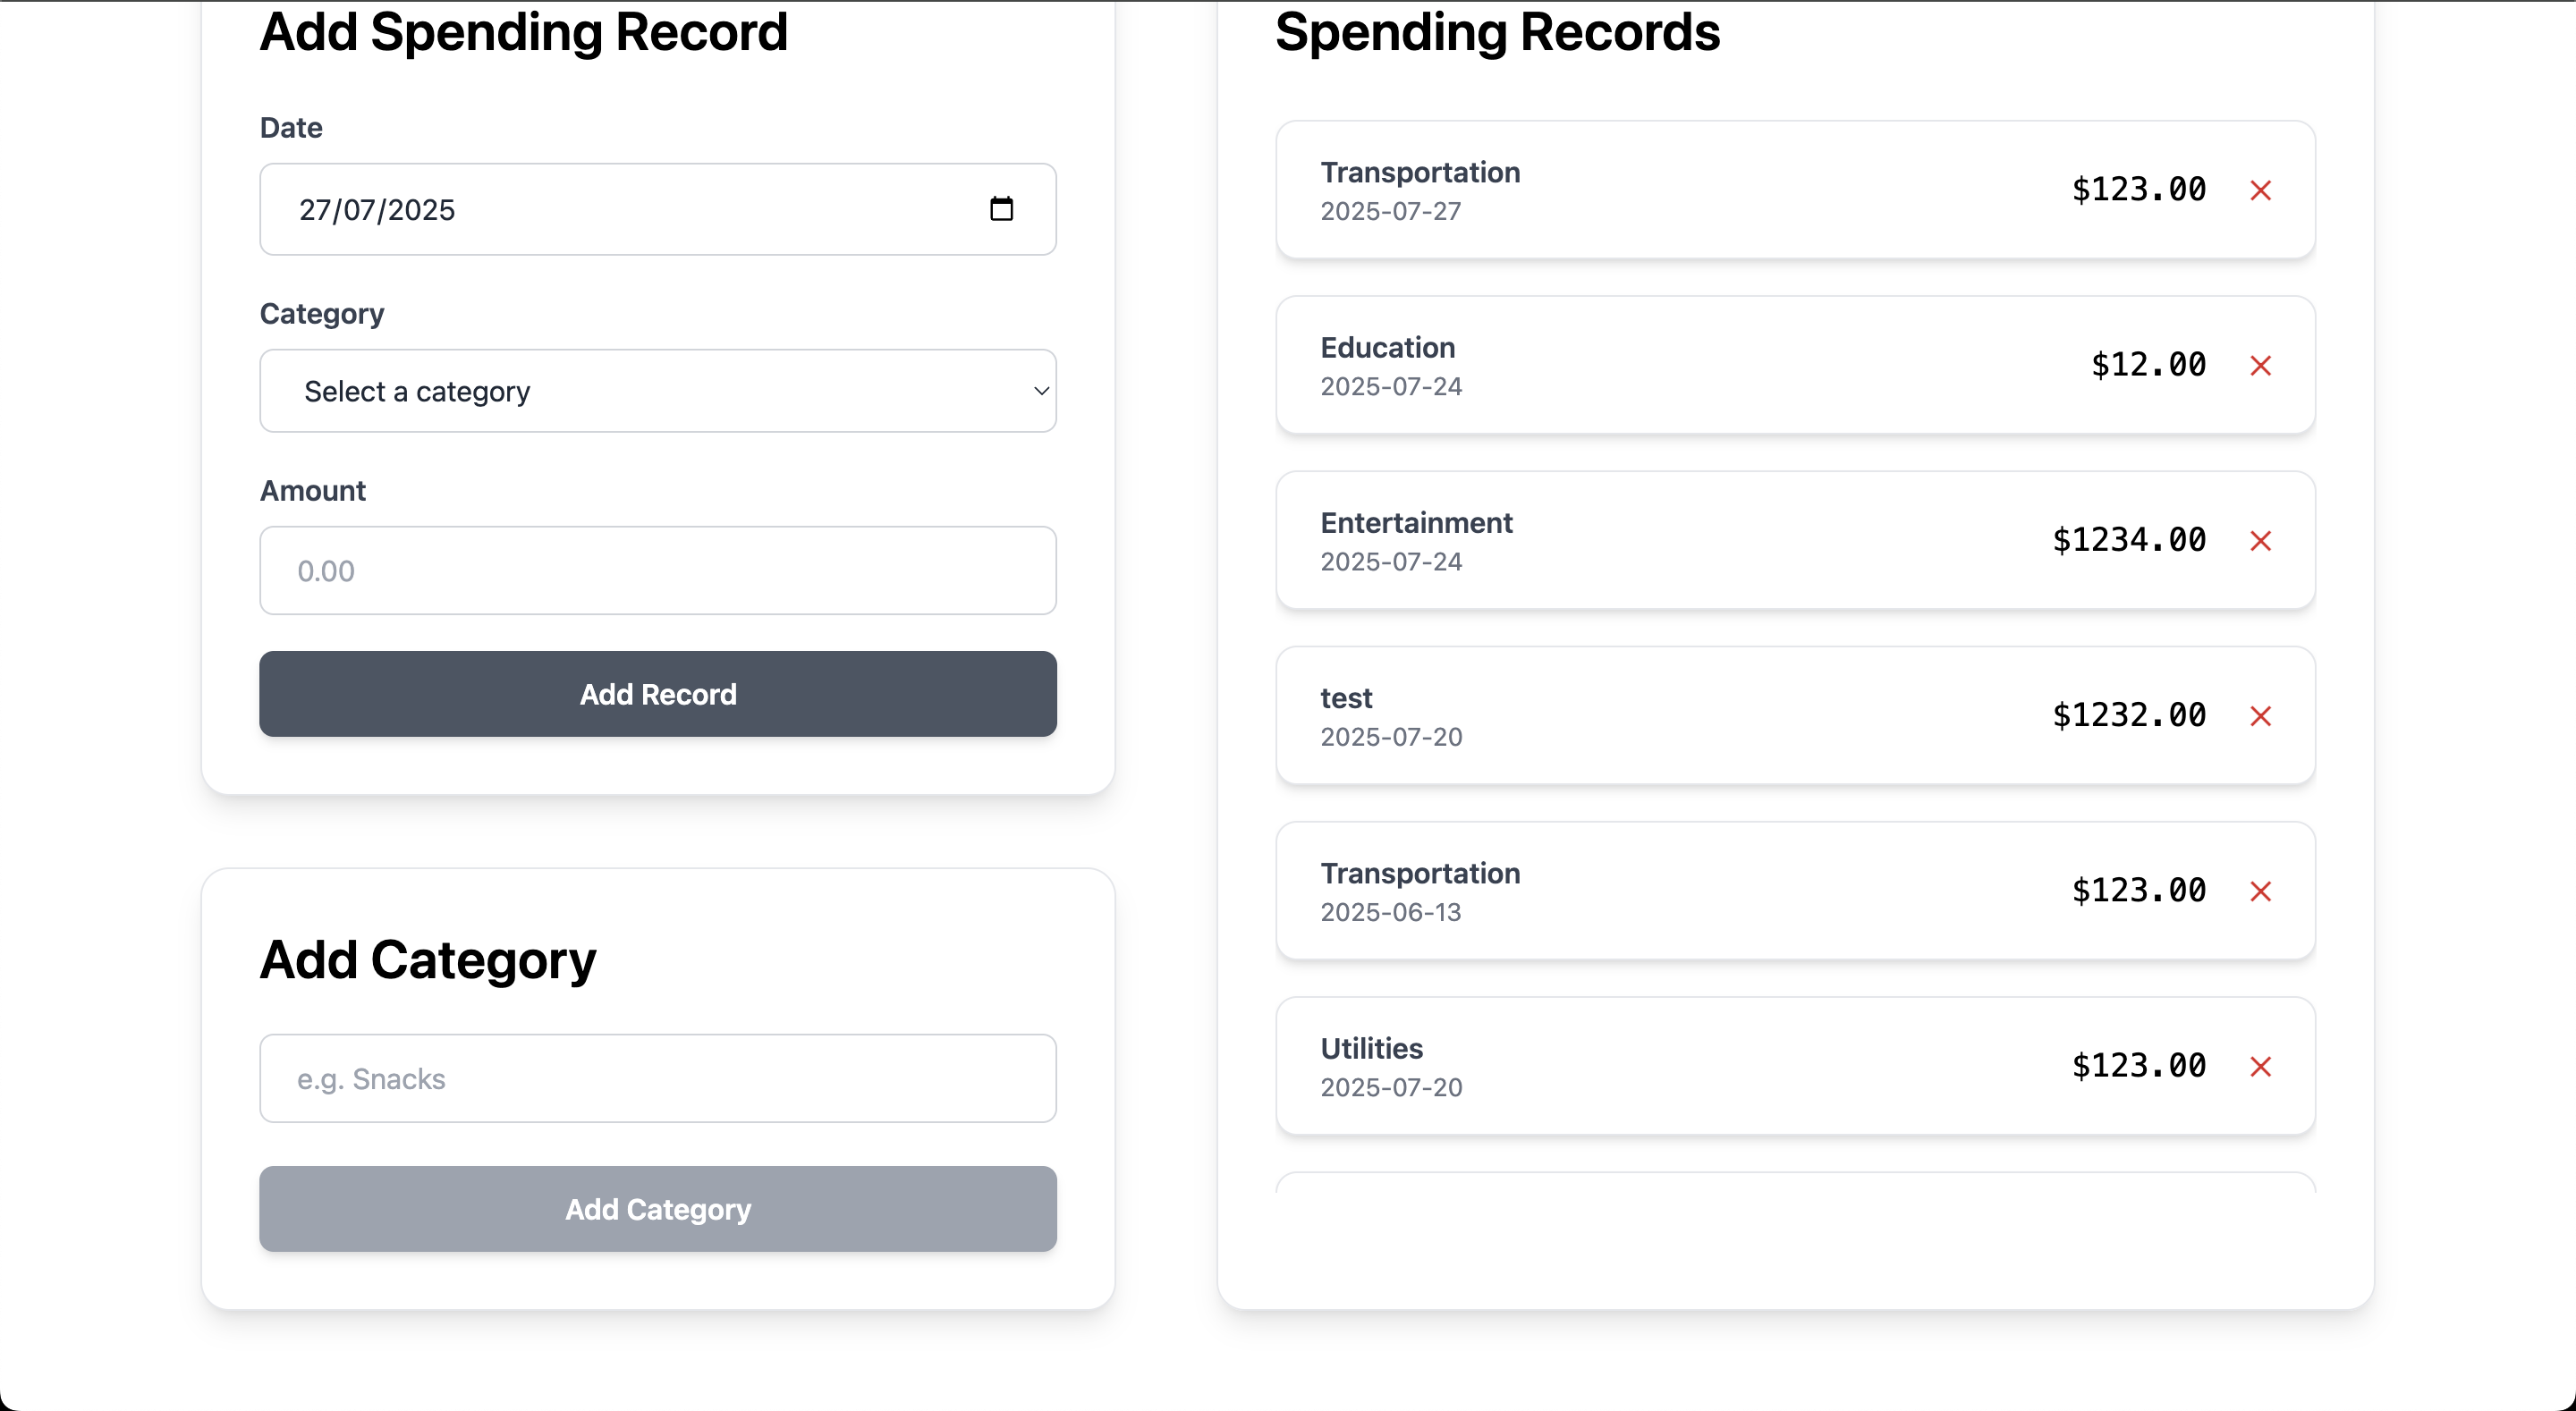 Add Spending Record
Date
27/07/2025
Category
Select a category
Amount
0.00
Add Record
Add Category
e.g. Snacks
Add Category
Spending Records
Transportation
2025-07-27
$123.00
Education
2025-07-24
$12.00
Entertainment
2025-07-24
$1234.00
test
2025-07-20
$1232.00
Transportation
2025-06-13
$123.00
Utilities
2025-07-20
$123.00